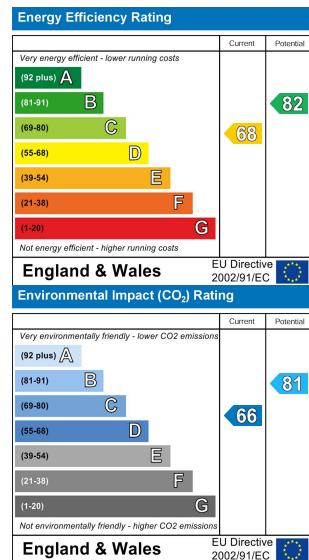 Energy Efficiency Rating
Current Potential
Very energy efficient - lower running costs
(92 plus) A
(81-91) B
82
(69-80) C
68
(55-68) D
(39-54) E
(21-38) F
(1-20) G
Not energy efficient - higher running costs
England & Wales
EU Directive
2002/91/EC
Environmental Impact (CO₂) Rating
Current Potential
Very environmentally friendly - lower CO2 emissions
(92 plus) A
(81-91) B
81
(69-80) C
66
(55-68) D
(39-54) E
(21-38) F
(1-20) G
Not environmentally friendly - higher CO2 emissions
England & Wales
EU Directive
2002/91/EC